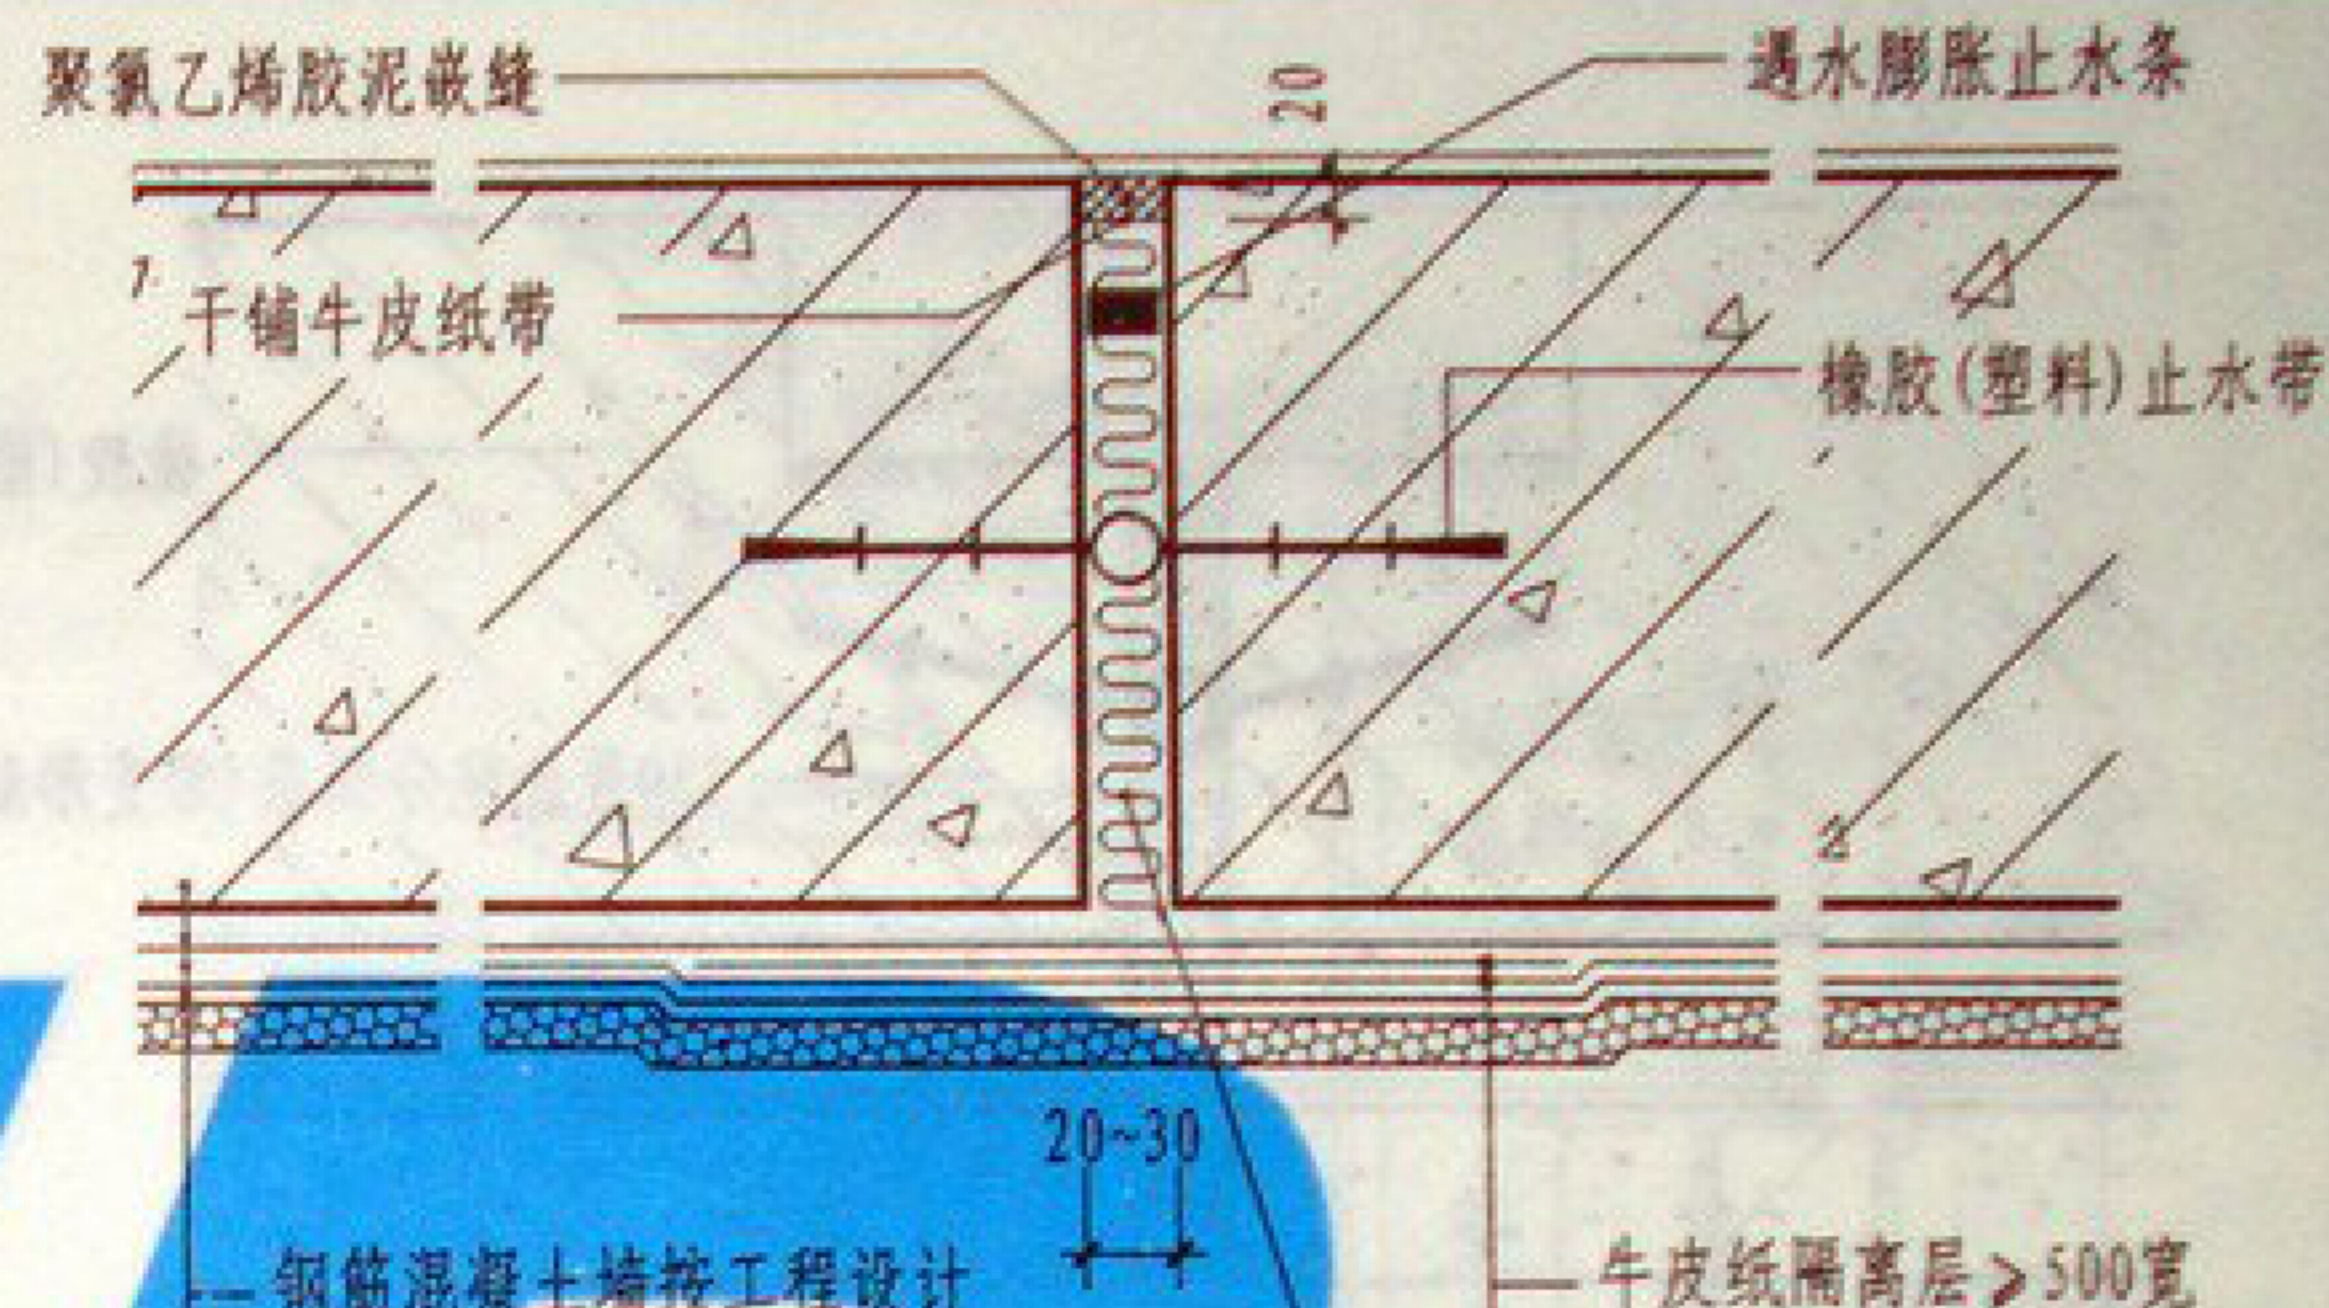 聚氯乙烯胶泥嵌缝
遇水膨胀止水条
20
干铺牛皮纸带
橡胶(塑料)止水带
20~30
钢筋混凝土墙按工程设计
牛皮纸隔离层≥500宽